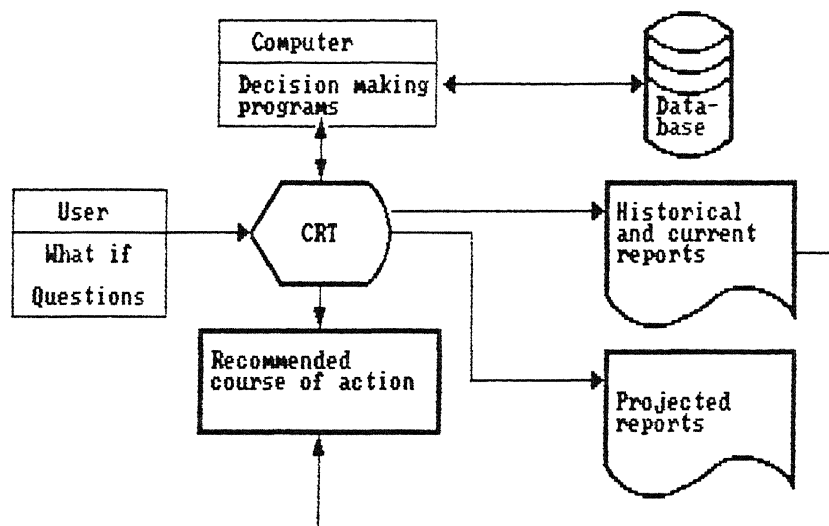 Computer
Decision making
programs
Data-
base
User
What if
Questions
CRT
Historical
and current
reports
Recommended
course of action
Projected
reports